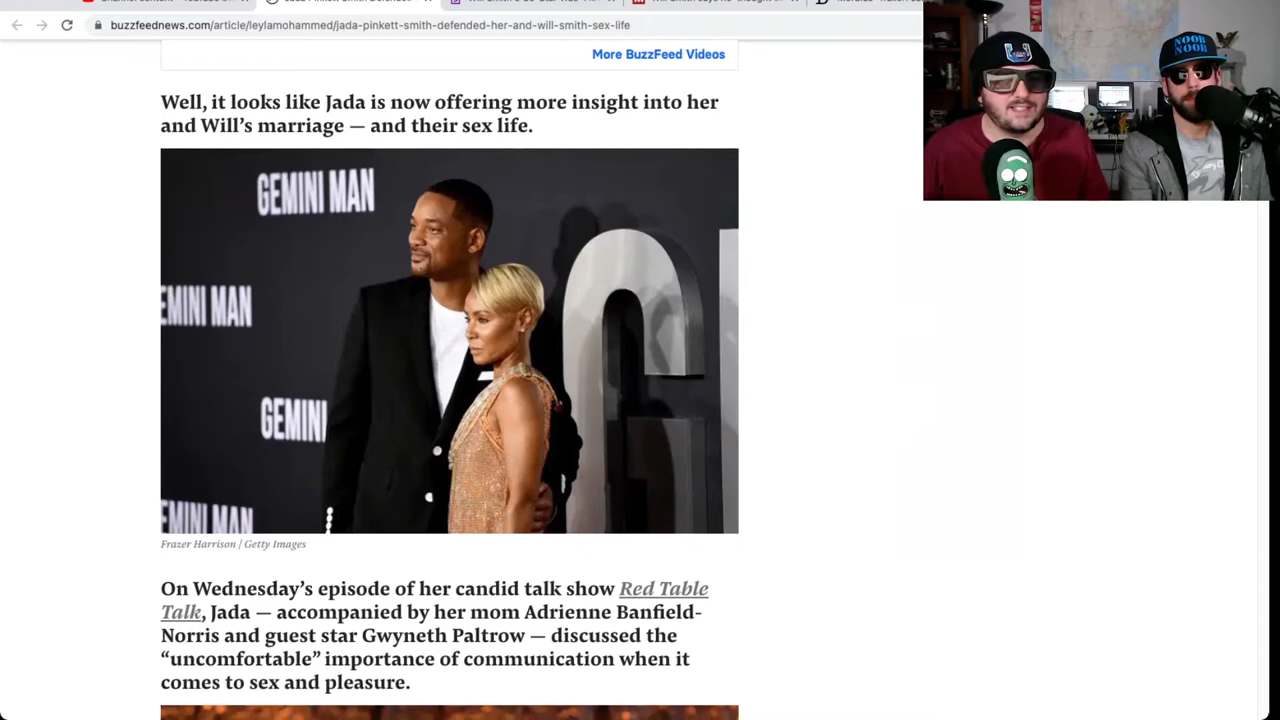 buzzfeednews.com/article/leylamohammed/jada-pinkett-smith-defended-her-and-will-smith-sex-life
More BuzzFeed Videos
NOOB
NOOB
Well, it looks like Jada is now offering more insight into her
and Will’s marriage — and their sex life.
GEMINI MAN
EMINI MAN
GEMINI
EMINI MAN
G
Frazer Harrison / Getty Images
On Wednesday’s episode of her candid talk show Red Table
Talk, Jada — accompanied by her mom Adrienne Banfield-
Norris and guest star Gwyneth Paltrow — discussed the
“uncomfortable” importance of communication when it
comes to sex and pleasure.